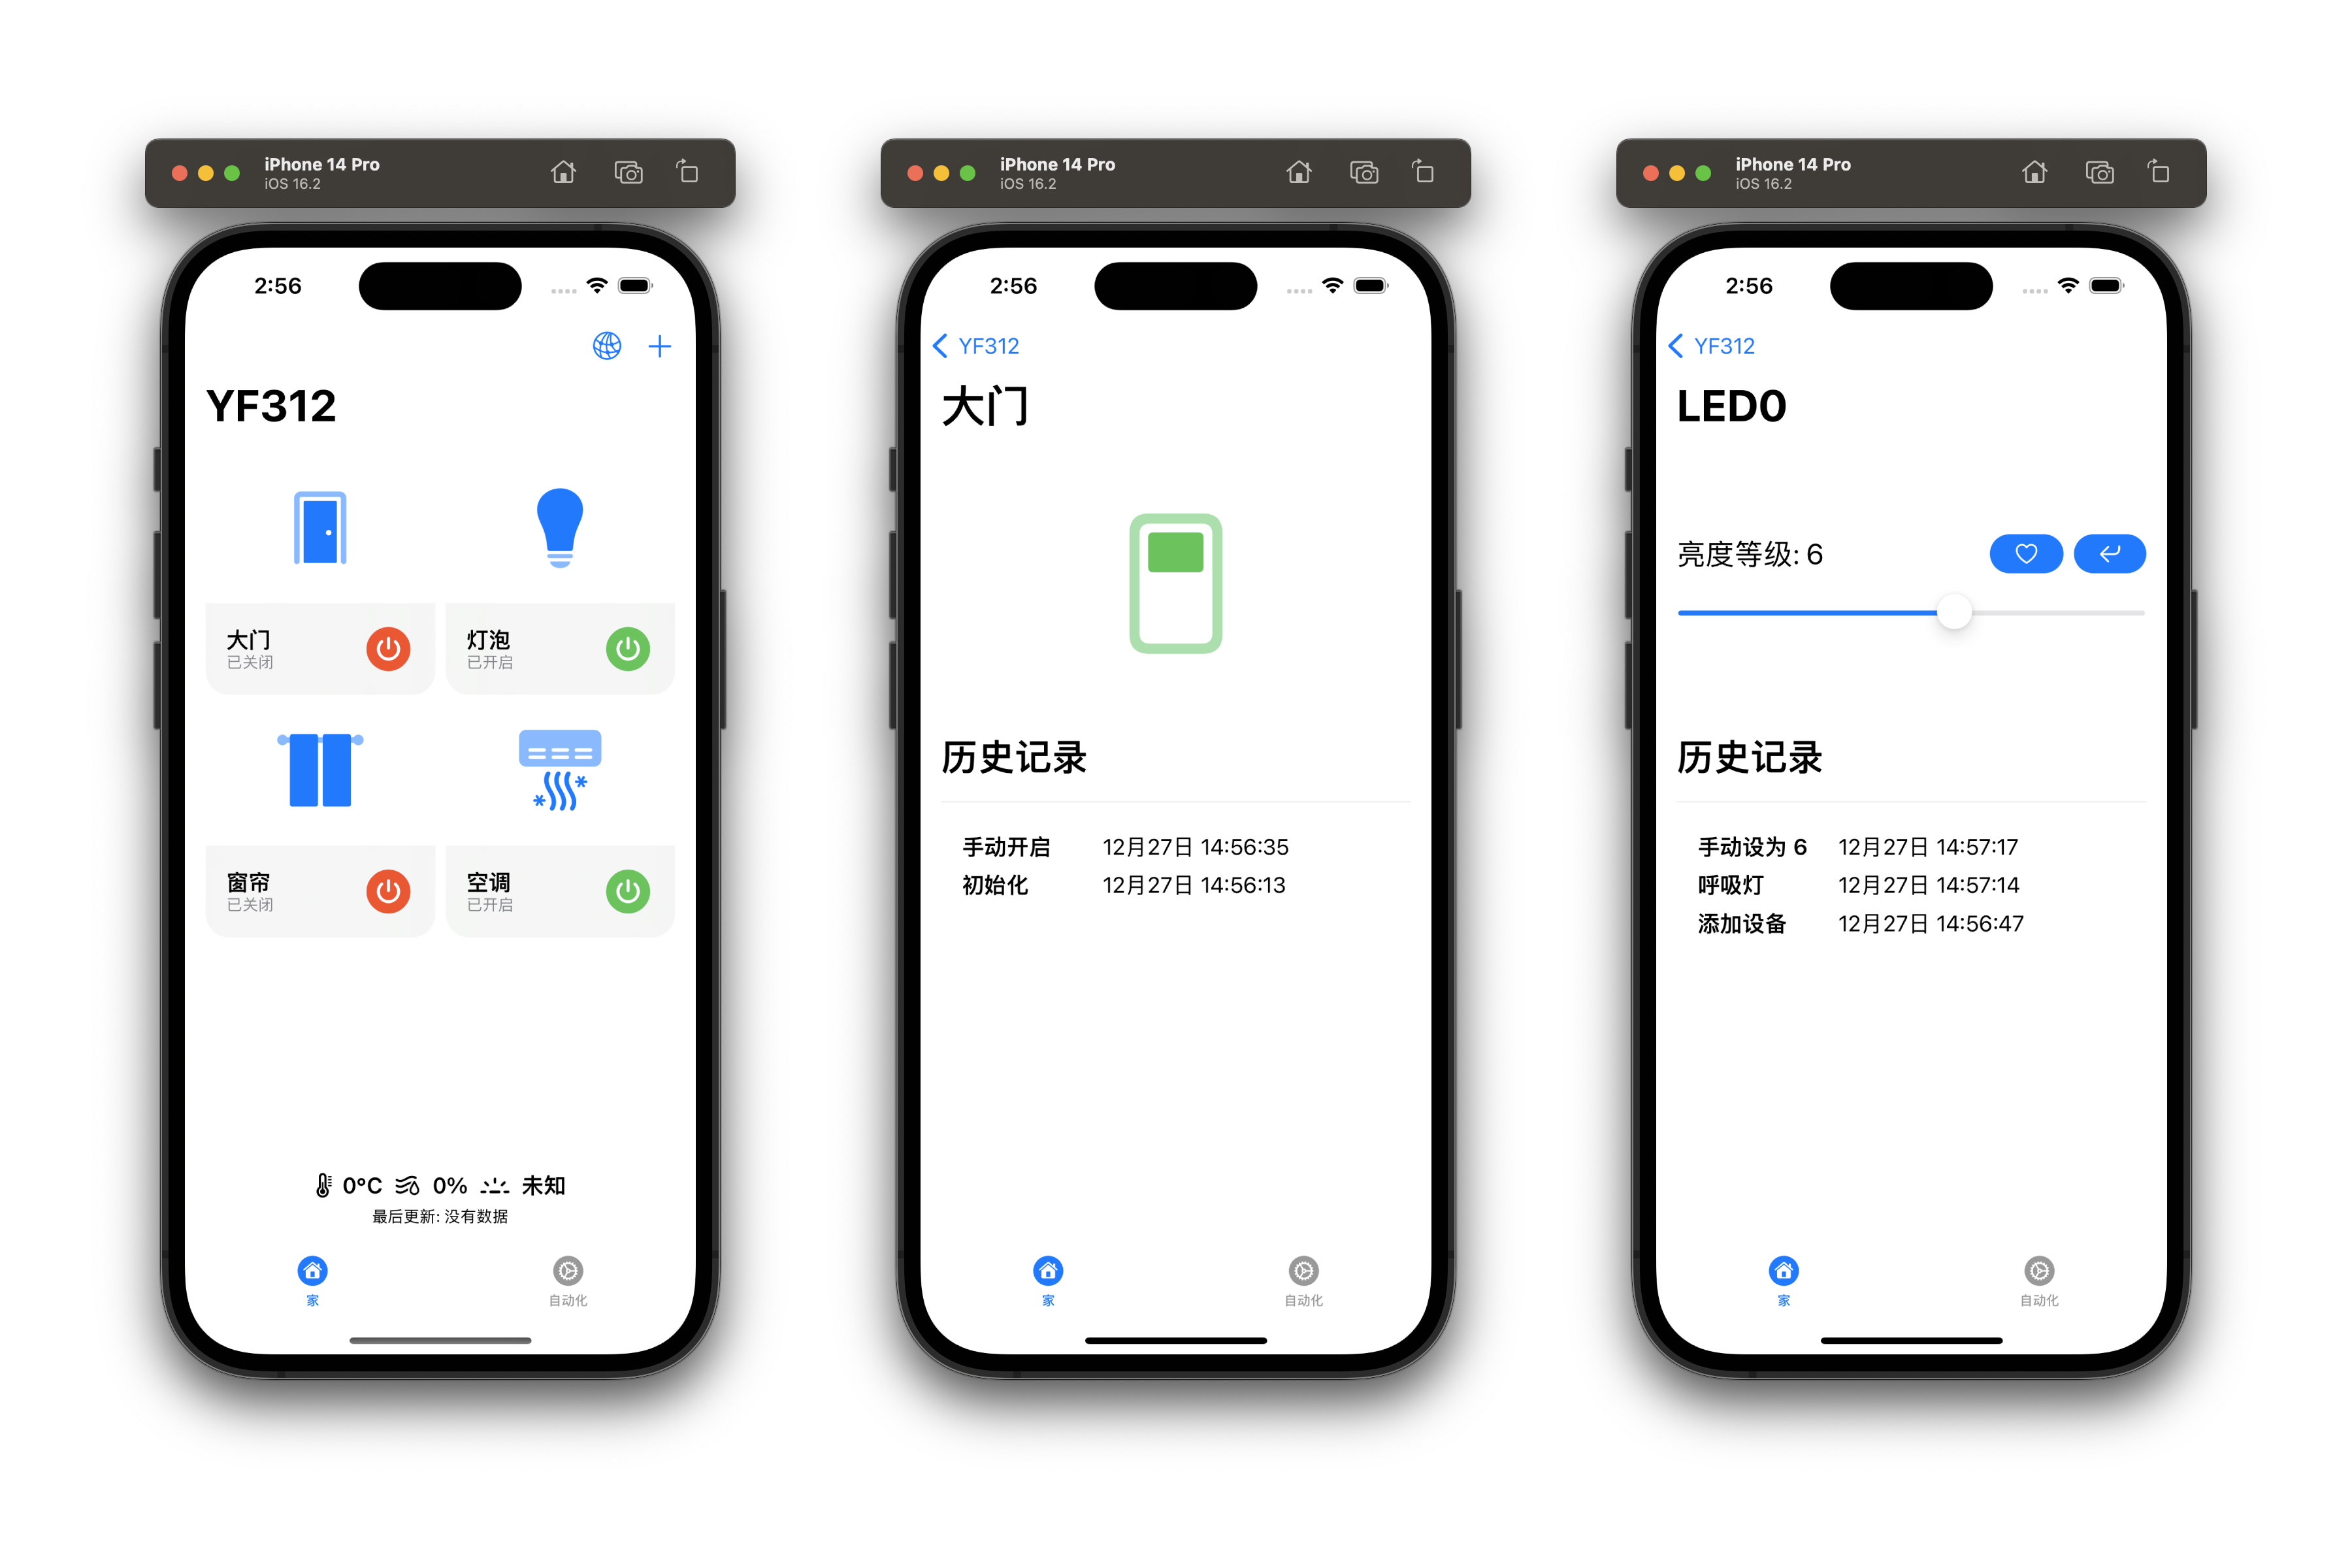 iPhone 14 Pro
iOS 16.2
2:56
YF312
大门
已关闭
灯泡
已开启
窗帘
已关闭
空调
已开启
0°C 0% 未知
最后更新: 没有数据
家
自动化
iPhone 14 Pro
iOS 16.2
2:56
YF312
大门
历史记录
手动开启 12月27日 14:56:35
初始化 12月27日 14:56:13
家
自动化
iPhone 14 Pro
iOS 16.2
2:56
YF312
LED0
亮度等级: 6
历史记录
手动设为 6 12月27日 14:57:17
呼吸灯 12月27日 14:57:14
添加设备 12月27日 14:56:47
家
自动化